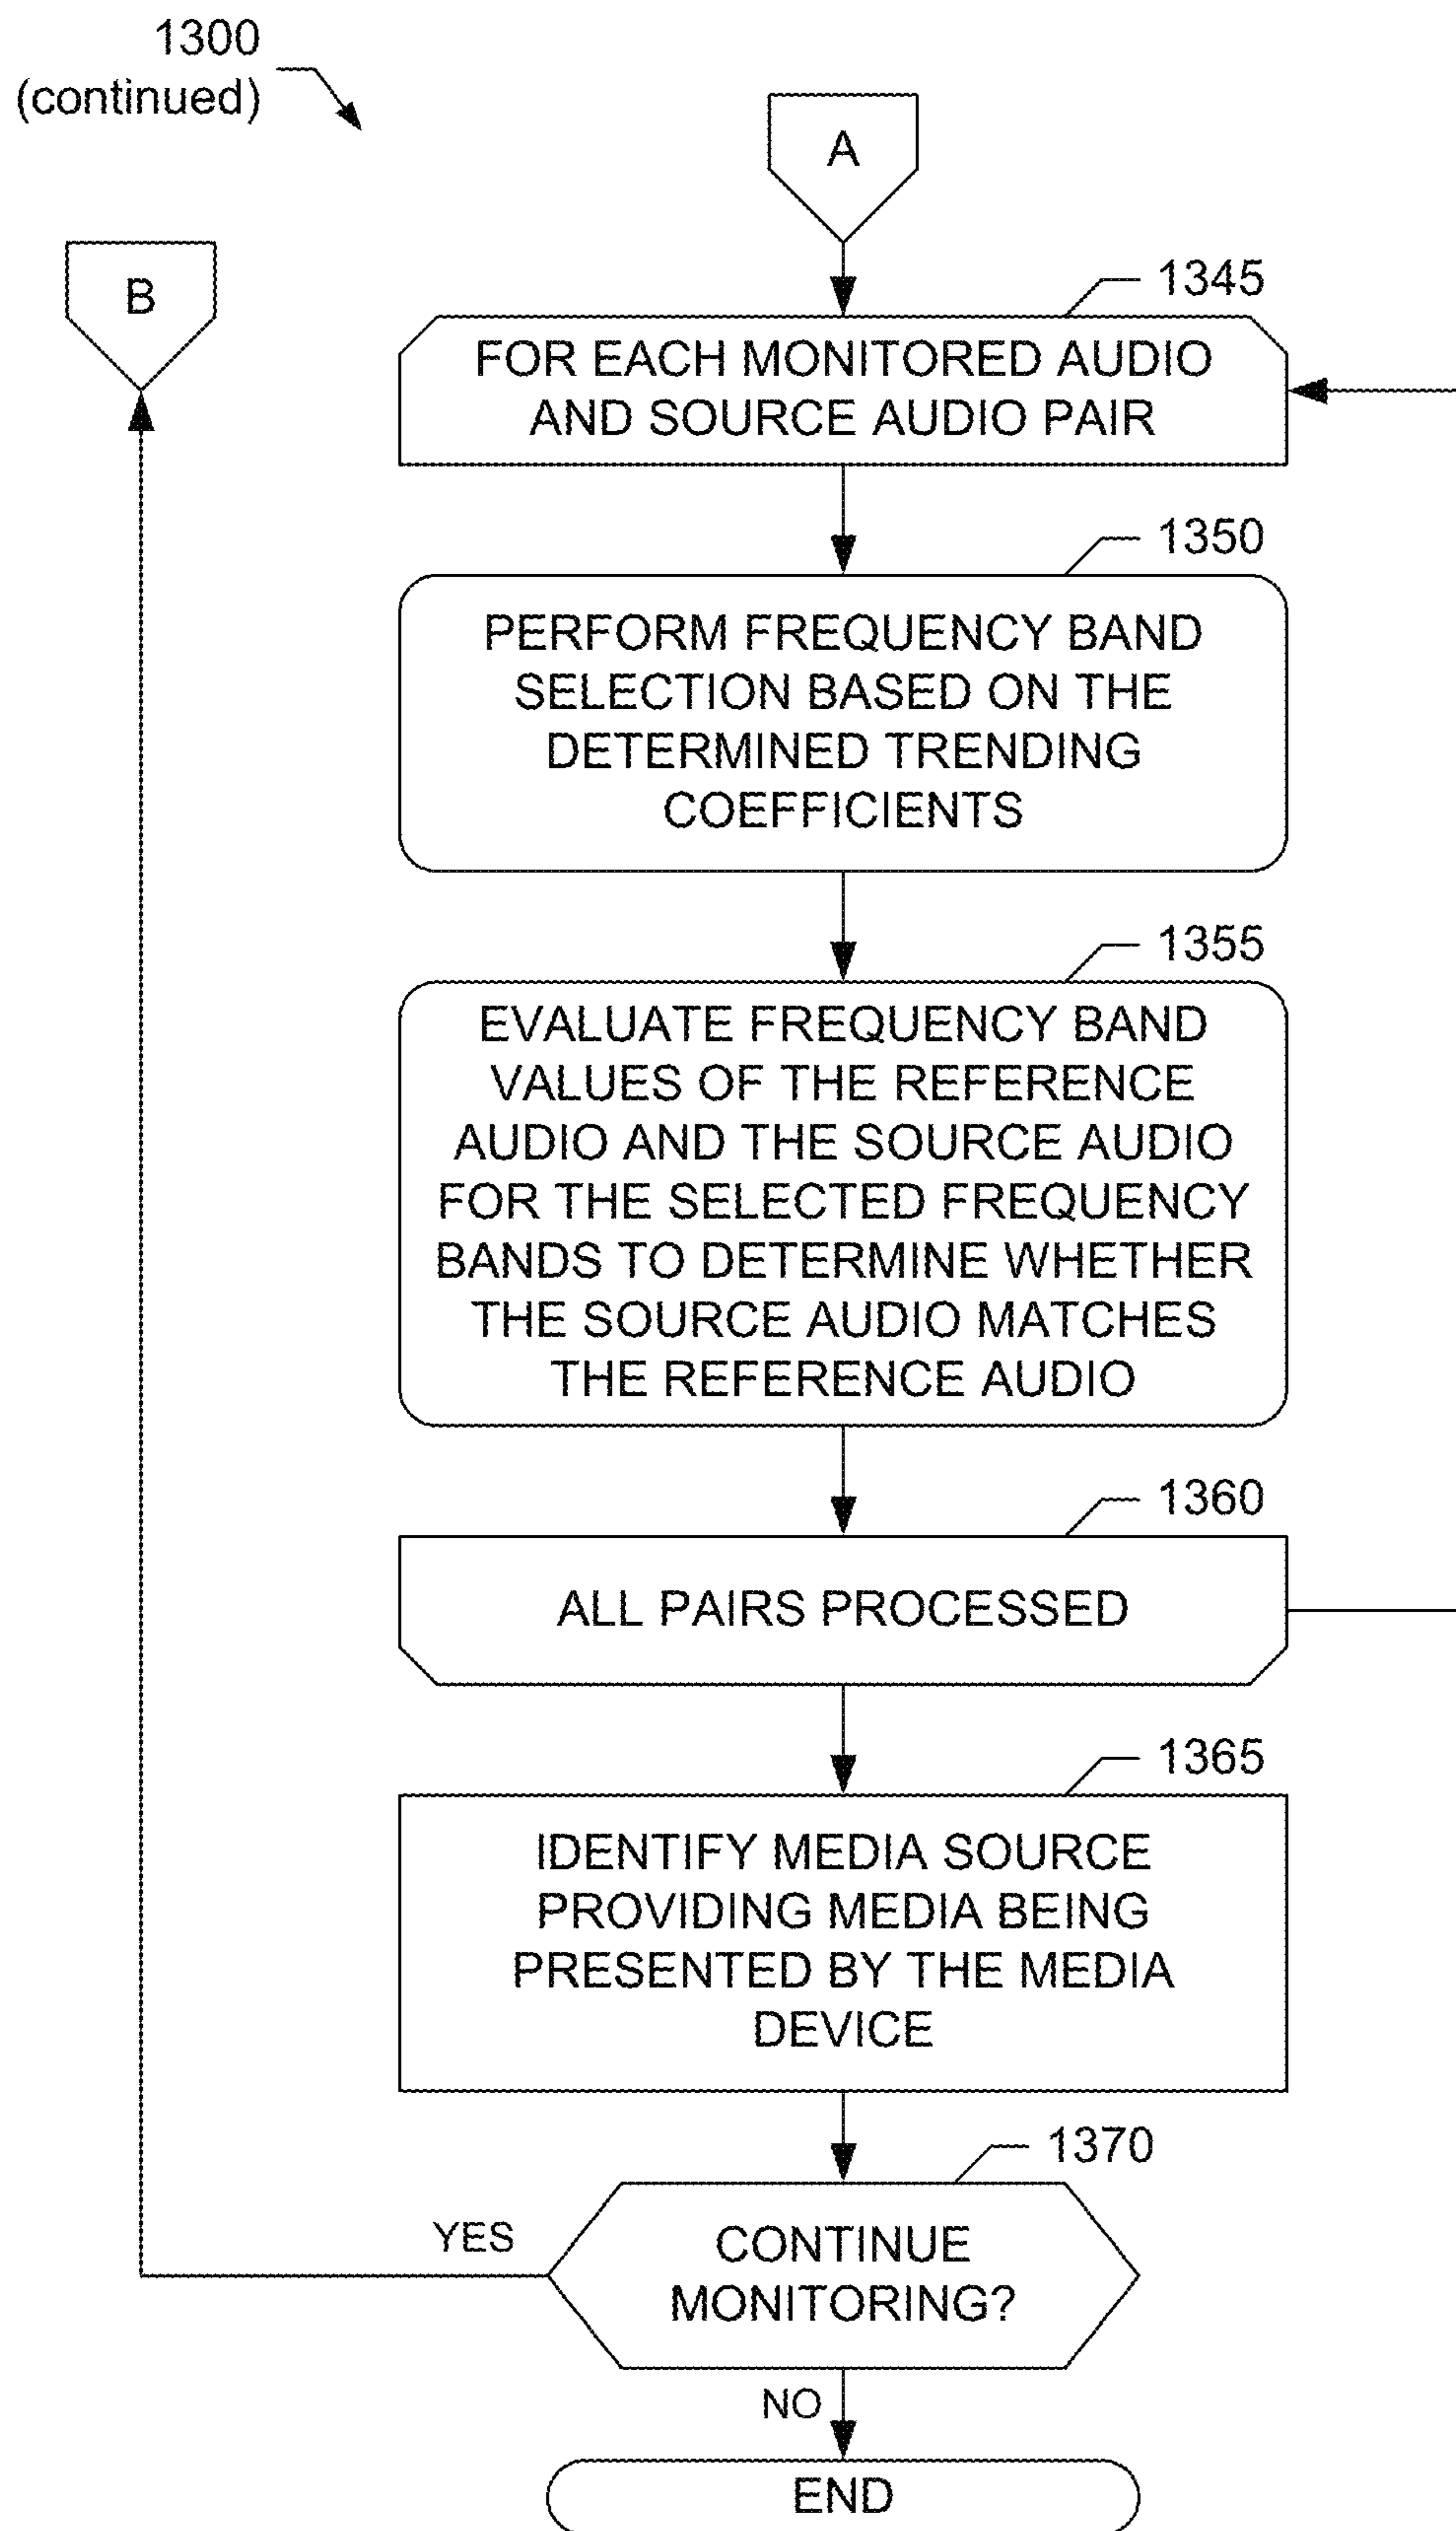 1300
(continued)
A
B
1345
FOR EACH MONITORED AUDIO
AND SOURCE AUDIO PAIR
1350
PERFORM FREQUENCY BAND
SELECTION BASED ON THE
DETERMINED TRENDING
COEFFICIENTS
1355
EVALUATE FREQUENCY BAND
VALUES OF THE REFERENCE
AUDIO AND THE SOURCE AUDIO
FOR THE SELECTED FREQUENCY
BANDS TO DETERMINE WHETHER
THE SOURCE AUDIO MATCHES
THE REFERENCE AUDIO
1360
ALL PAIRS PROCESSED
1365
IDENTIFY MEDIA SOURCE
PROVIDING MEDIA BEING
PRESENTED BY THE MEDIA
DEVICE
1370
YES
CONTINUE
MONITORING?
NO
END